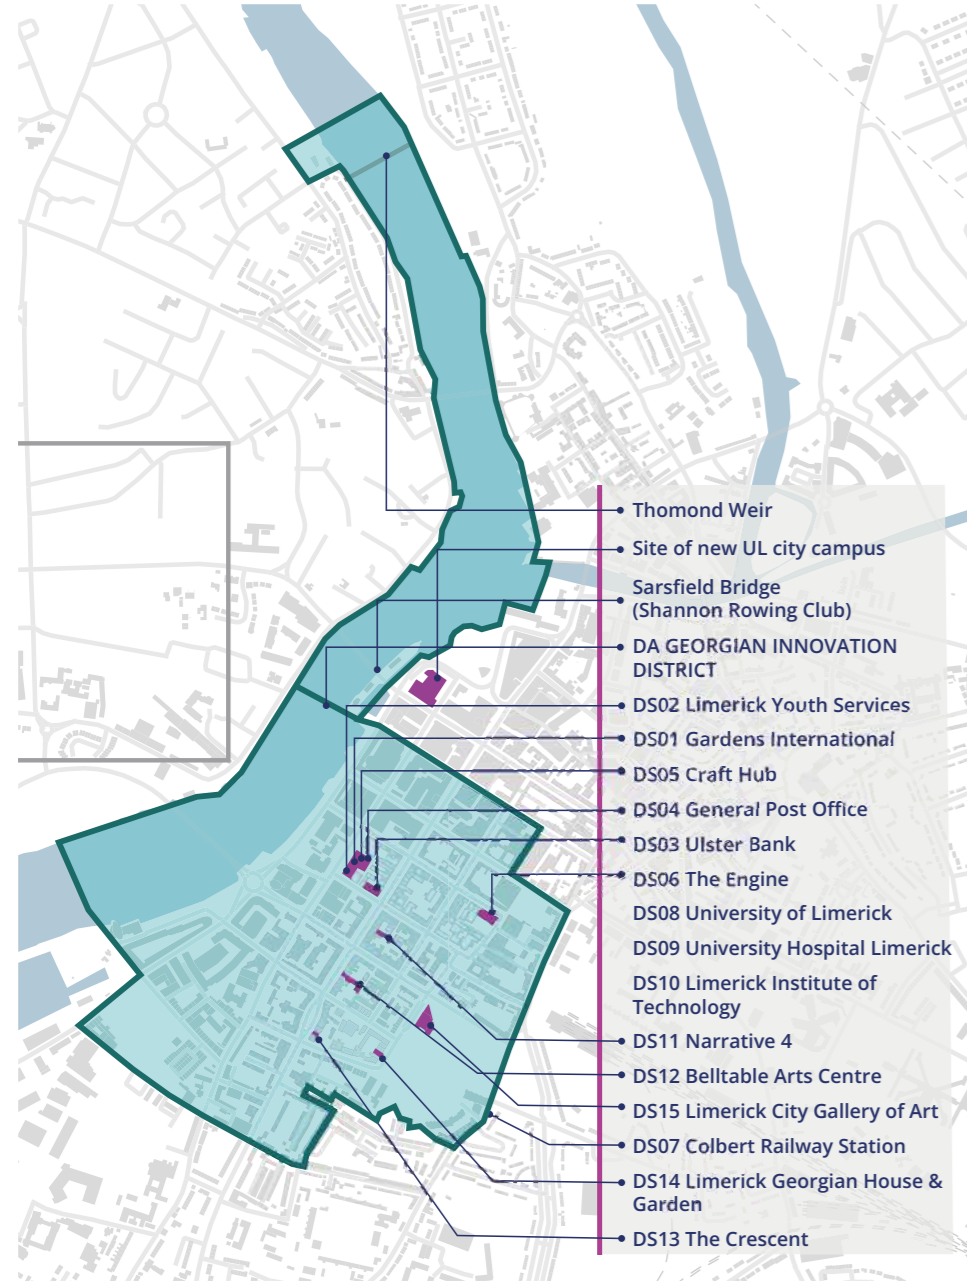 Thomond Weir
Site of new UL city campus
Sarsfield Bridge
(Shannon Rowing Club)
DA GEORGIAN INNOVATION
DISTRICT
DS02 Limerick Youth Services
DS01 Gardens International
DS05 Craft Hub
DS04 General Post Office
DS03 Ulster Bank
DS06 The Engine
DS08 University of Limerick
DS09 University Hospital Limerick
DS10 Limerick Institute of
Technology
DS11 Narrative 4
DS12 Belltable Arts Centre
DS15 Limerick City Gallery of Art
DS07 Colbert Railway Station
DS14 Limerick Georgian House &
Garden
DS13 The Crescent